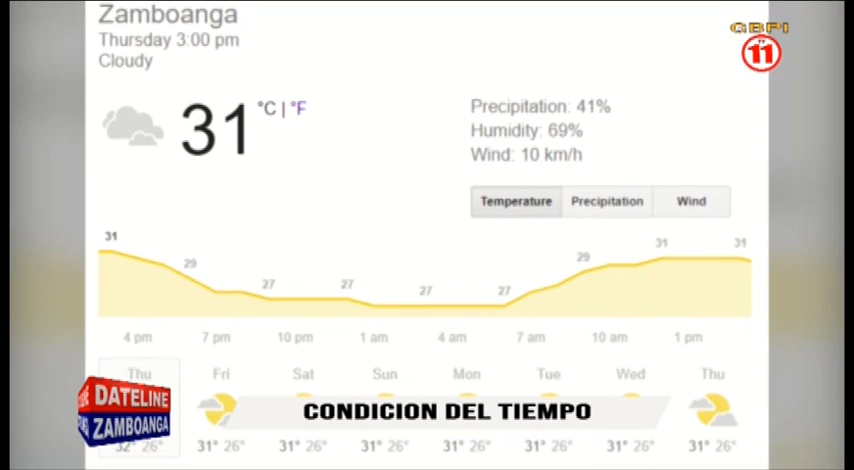 Zamboanga
Thursday 3:00 pm
Cloudy
GBPI
TV
11
31 °C | °F
Precipitation: 41%
Humidity: 69%
Wind: 10 km/h
Temperature Precipitation Wind
31 29 27 27 27 27 29 31 31
4 pm 7 pm 10 pm 1 am 4 am 7 am 10 am 1 pm
Thu Fri Sat Sun Mon Tue Wed Thu
DATELINE
ZAMBOANGA
CONDICION DEL TIEMPO
32° 26° 31° 26° 31° 26° 31° 26° 31° 26° 31° 26° 31° 26° 31° 26°